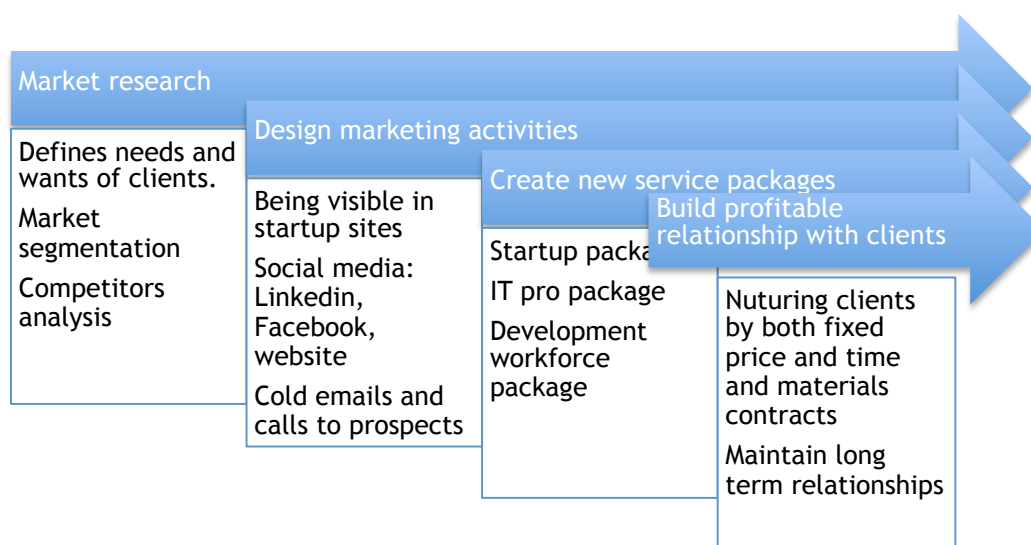 Market research
Defines needs and
wants of clients.
Market
segmentation
Competitors
analysis
Design marketing activities
Being visible in
startup sites
Social media:
Linkedin,
Facebook,
website
Cold emails and
calls to prospects
Create new service packages
Startup packa
IT pro package
Development
workforce
package
Build profitable
relationship with clients
Nuturing clients
by both fixed
price and time
and materials
contracts
Maintain long
term relationships